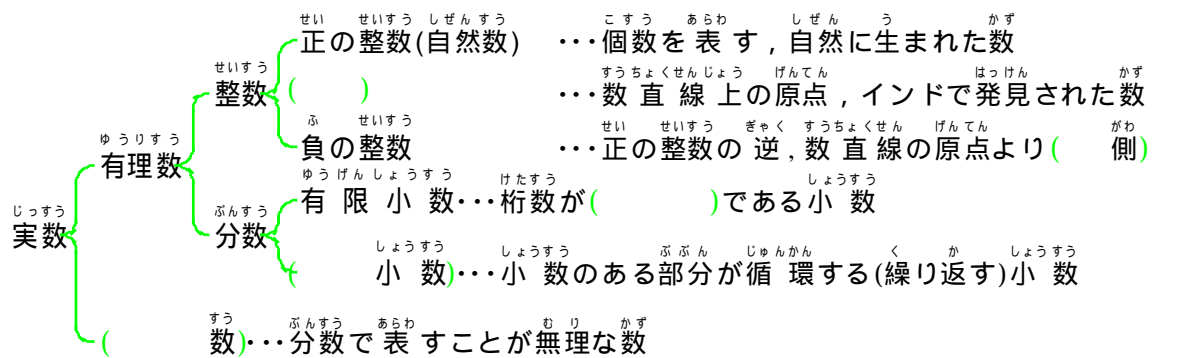 せい せいすう しぜんすう こすう あらわ しぜん う かず
正の整数(自然数) ・・・個数を表す,自然に生まれた数
せいすう すうちょくせんじょう げんてん はっけん かず
整数 ( ) ・・・数直線上の原点,インドで発見された数
ふ せいすう せい せいすう ぎゃく すうちょくせん げんてん がわ
負の整数 ・・・正の整数の逆,数直線の原点より( 側)
ゆうりすう
有理数
ゆうげんしょうすう けたすう しょうすう
有限小数・・・桁数が( )である小数
じっすう ぶんすう
実数 分数
しょうすう しょうすう ぶぶん じゅんかん く かえ しょうすう
( 小数)・・・小数のある部分が循環する(繰り返す)小数
すう ぶんすう あらわ むり かず
( 数)・・・分数で表すことが無理な数